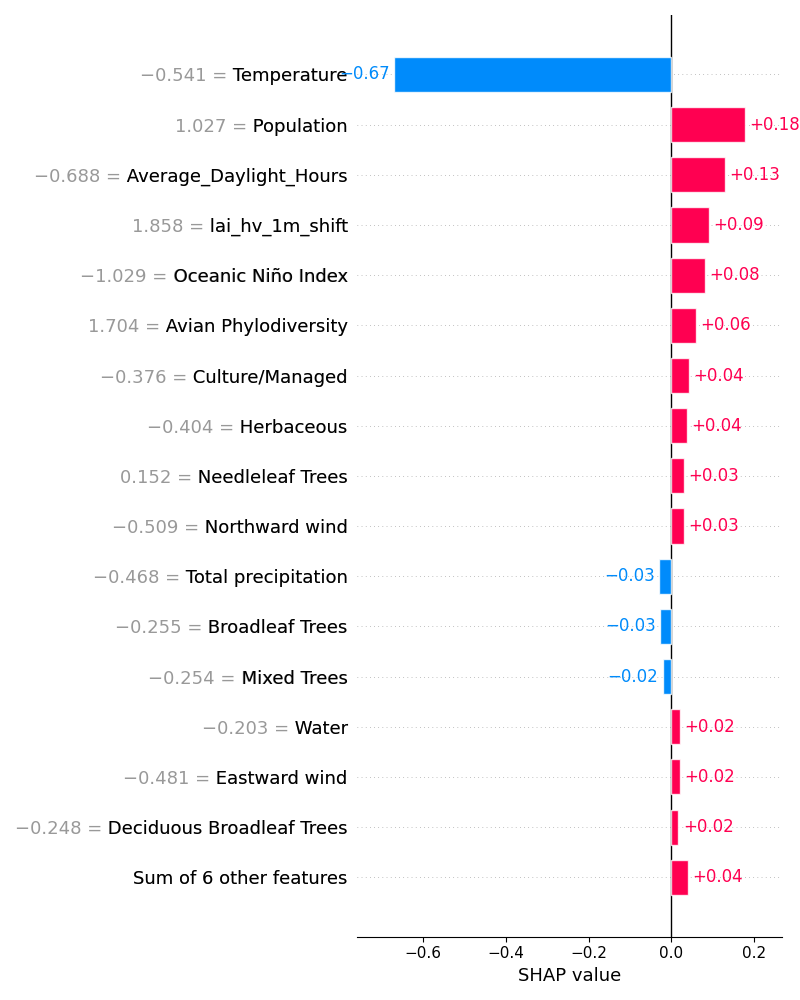 −0.541 = Temperature −0.67
1.027 = Population +0.18
−0.688 = Average_Daylight_Hours +0.13
1.858 = lai_hv_1m_shift +0.09
−1.029 = Oceanic Niño Index +0.08
1.704 = Avian Phylodiversity +0.06
−0.376 = Culture/Managed +0.04
−0.404 = Herbaceous +0.04
0.152 = Needleleaf Trees +0.03
−0.509 = Northward wind +0.03
−0.468 = Total precipitation −0.03
−0.255 = Broadleaf Trees −0.03
−0.254 = Mixed Trees −0.02
−0.203 = Water +0.02
−0.481 = Eastward wind +0.02
−0.248 = Deciduous Broadleaf Trees +0.02
Sum of 6 other features +0.04
−0.6 −0.4 −0.2 0.0 0.2
SHAP value